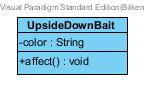 Visual Paradigm Standard Edition(Bilken
UpsideDownBait
-color : String
+affect() : void